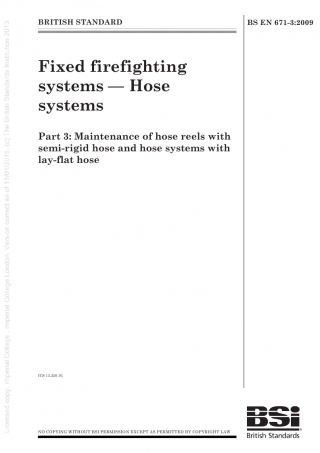 BRITISH STANDARD
BS EN 671-3:2009
Fixed firefighting
systems — Hose
systems
Part 3: Maintenance of hose reels with
semi-rigid hose and hose systems with
lay-flat hose
ICS 13.220.10
NO COPYING WITHOUT BSI PERMISSION EXCEPT AS PERMITTED BY COPYRIGHT LAW
BSi
British Standards
Licensed copy: Imperial College, Imperial College London, Version correct as of 11/01/2013, (c) The British Standards Institution 2013